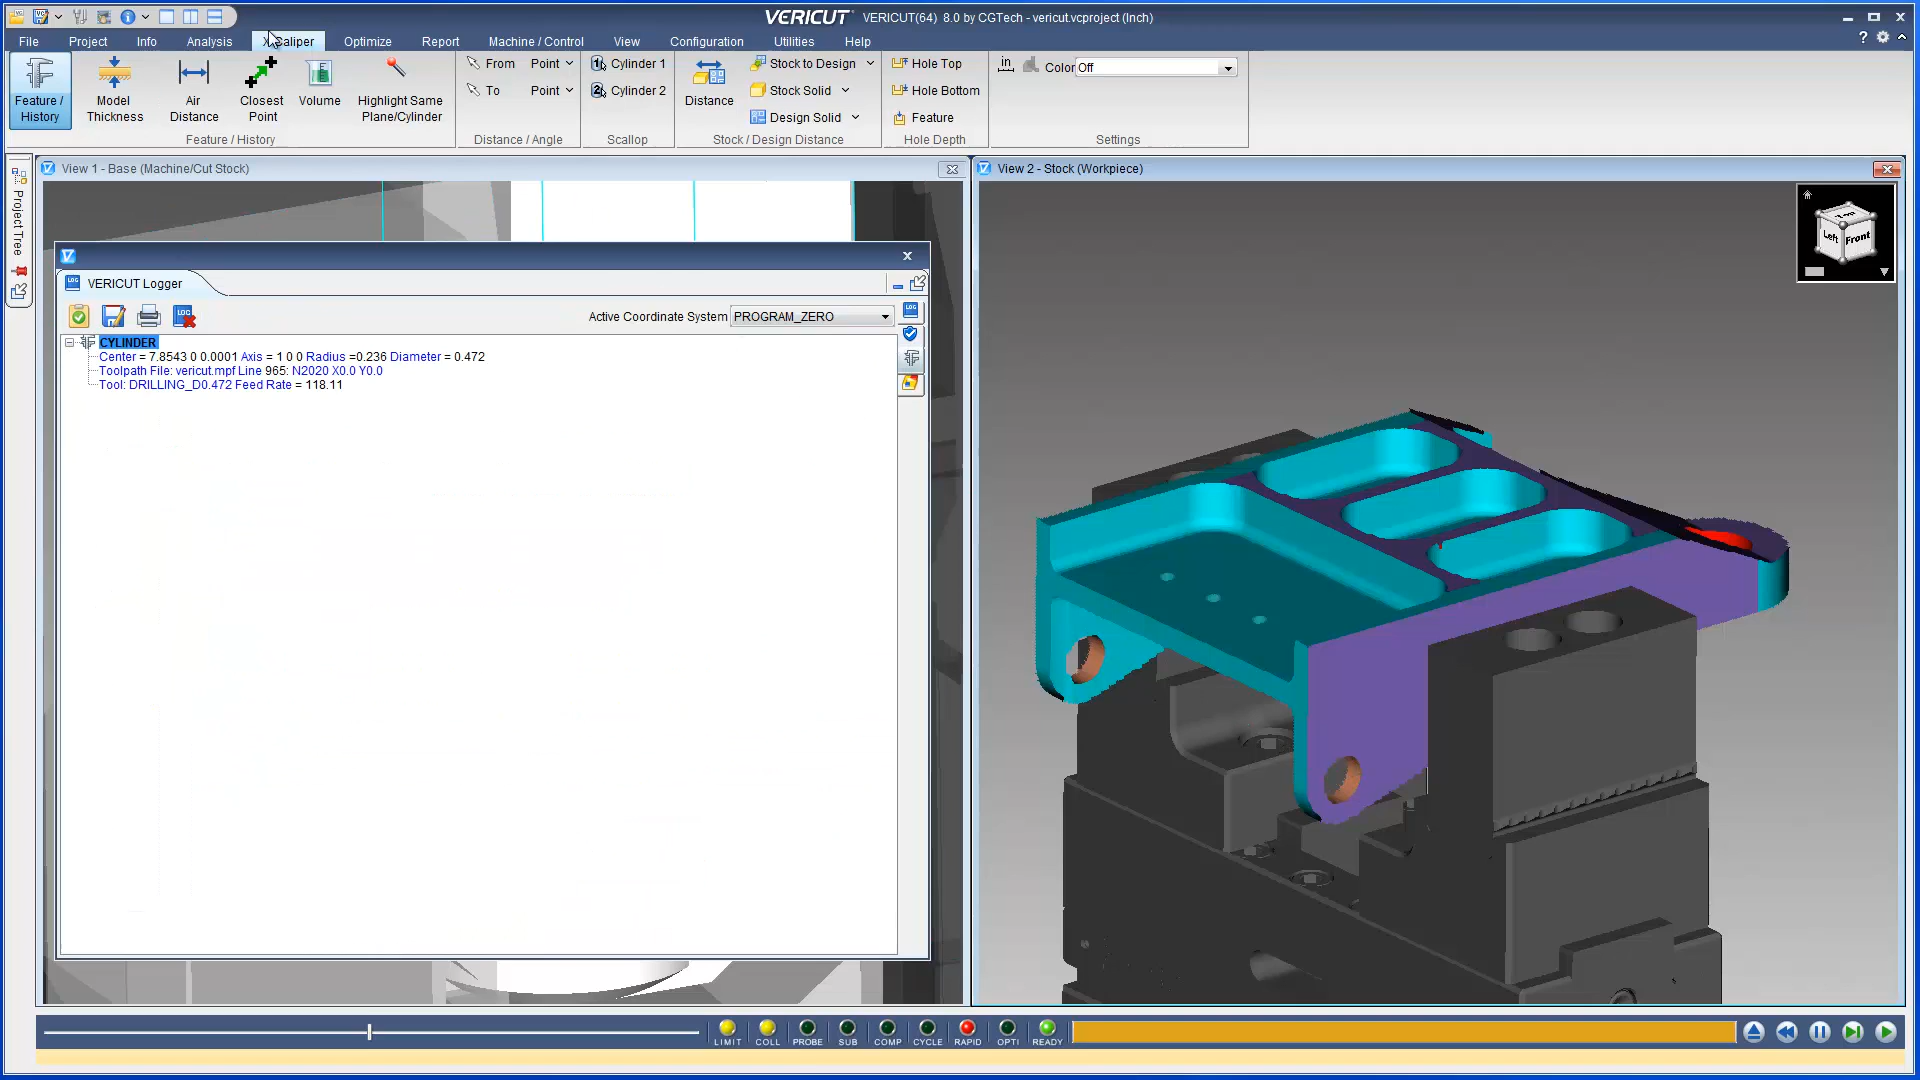 VERICUT VERICUT(64) 8.0 by CGTech - vericut.vcproject (Inch)
File Project Info Analysis X-Caliper Optimize Report Machine / Control View Configuration Utilities Help
Feature / History
Model Thickness
Air Distance
Closest Point
Volume
Highlight Same Plane/Cylinder
Feature / History
From Point
To Point
Distance / Angle
Cylinder 1
Cylinder 2
Scallop
Distance
Stock to Design
Stock Solid
Design Solid
Stock / Design Distance
Hole Top
Hole Bottom
Feature
Hole Depth
in Color Off
Settings
Project Tree
View 1 - Base (Machine/Cut Stock)
View 2 - Stock (Workpiece)
Top
Left Front
VERICUT Logger
Active Coordinate System PROGRAM_ZERO
CYLINDER
Center = 7.8543 0 0.0001 Axis = 1 0 0 Radius =0.236 Diameter = 0.472
Toolpath File: vericut.mpf Line 965: N2020 X0.0 Y0.0
Tool: DRILLING_D0.472 Feed Rate = 118.11
LIMIT COLL PROBE SUB COMP CYCLE RAPID OPTI READY